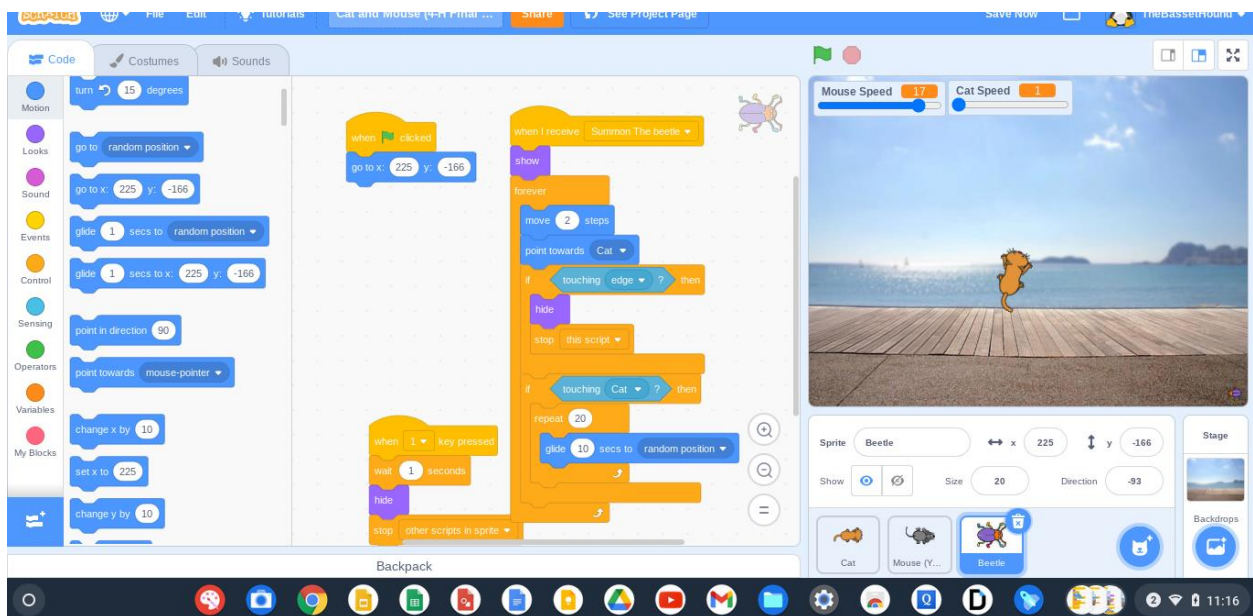 SCRATCH File Edit Tutorials Cat and Mouse (4-H Final ... Share See Project Page Save Now TheBassetHound
Code Costumes Sounds
Motion
Looks
Sound
Events
Control
Sensing
Operators
Variables
My Blocks
turn 15 degrees
go to random position
go to x: 225 y: -166
glide 1 secs to random position
glide 1 secs to x: 225 y: -166
point in direction 90
point towards mouse-pointer
change x by 10
set x to 225
change y by 10
when clicked
go to x: 225 y: -166
when 1 key pressed
wait 1 seconds
hide
stop other scripts in sprite
when I receive Summon The beetle
show
forever
move 2 steps
point towards Cat
if touching edge ? then
hide
stop this script
if touching Cat ? then
repeat 20
glide 10 secs to random position
Backpack
Mouse Speed 17 Cat Speed 1
Sprite Beetle x 225 y -166
Show Size 20 Direction -93
Cat Mouse (Y... Beetle
Stage
Backdrops
2 11:16